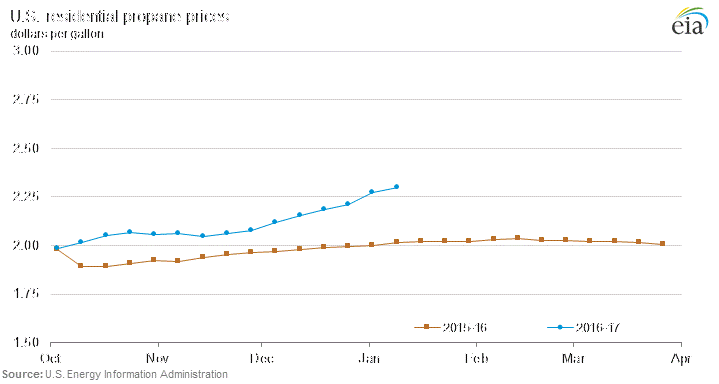 U.S. residential propane prices
dollars per gallon
eia
3.00
2.75
2.50
2.25
2.00
1.75
1.50
Oct Nov Dec Jan Feb Mar Apr
2015-16 2016-17
Source: U.S. Energy Information Administration